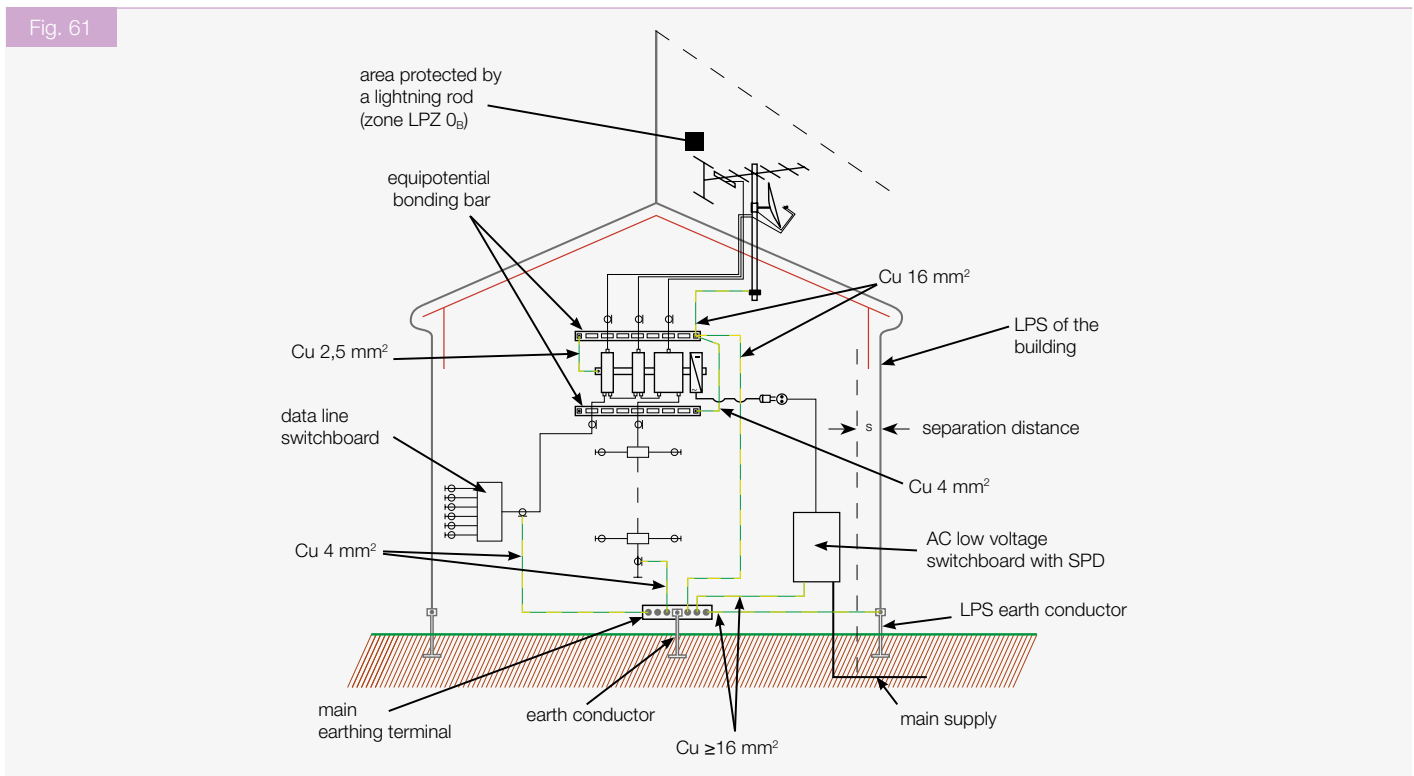 Fig. 61
area protected by
a lightning rod
(zone LPZ 0B)
equipotential
bonding bar
Cu 16 mm²
LPS of the
building
Cu 2,5 mm²
data line
switchboard
s
separation distance
Cu 4 mm²
Cu 4 mm²
AC low voltage
switchboard with SPD
LPS earth conductor
main
earthing terminal
earth conductor
main supply
Cu ≥16 mm²